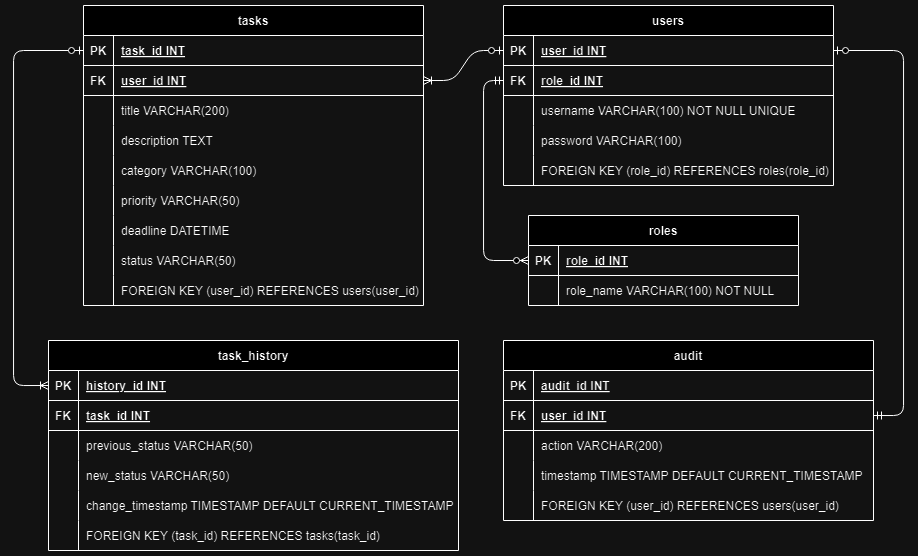 tasks
PK task_id INT
FK user_id INT
title VARCHAR(200)
description TEXT
category VARCHAR(100)
priority VARCHAR(50)
deadline DATETIME
status VARCHAR(50)
FOREIGN KEY (user_id) REFERENCES users(user_id)
users
PK user_id INT
FK role_id INT
username VARCHAR(100) NOT NULL UNIQUE
password VARCHAR(100)
FOREIGN KEY (role_id) REFERENCES roles(role_id)
roles
PK role_id INT
role_name VARCHAR(100) NOT NULL
task_history
PK history_id INT
FK task_id INT
previous_status VARCHAR(50)
new_status VARCHAR(50)
change_timestamp TIMESTAMP DEFAULT CURRENT_TIMESTAMP
FOREIGN KEY (task_id) REFERENCES tasks(task_id)
audit
PK audit_id INT
FK user_id INT
action VARCHAR(200)
timestamp TIMESTAMP DEFAULT CURRENT_TIMESTAMP
FOREIGN KEY (user_id) REFERENCES users(user_id)